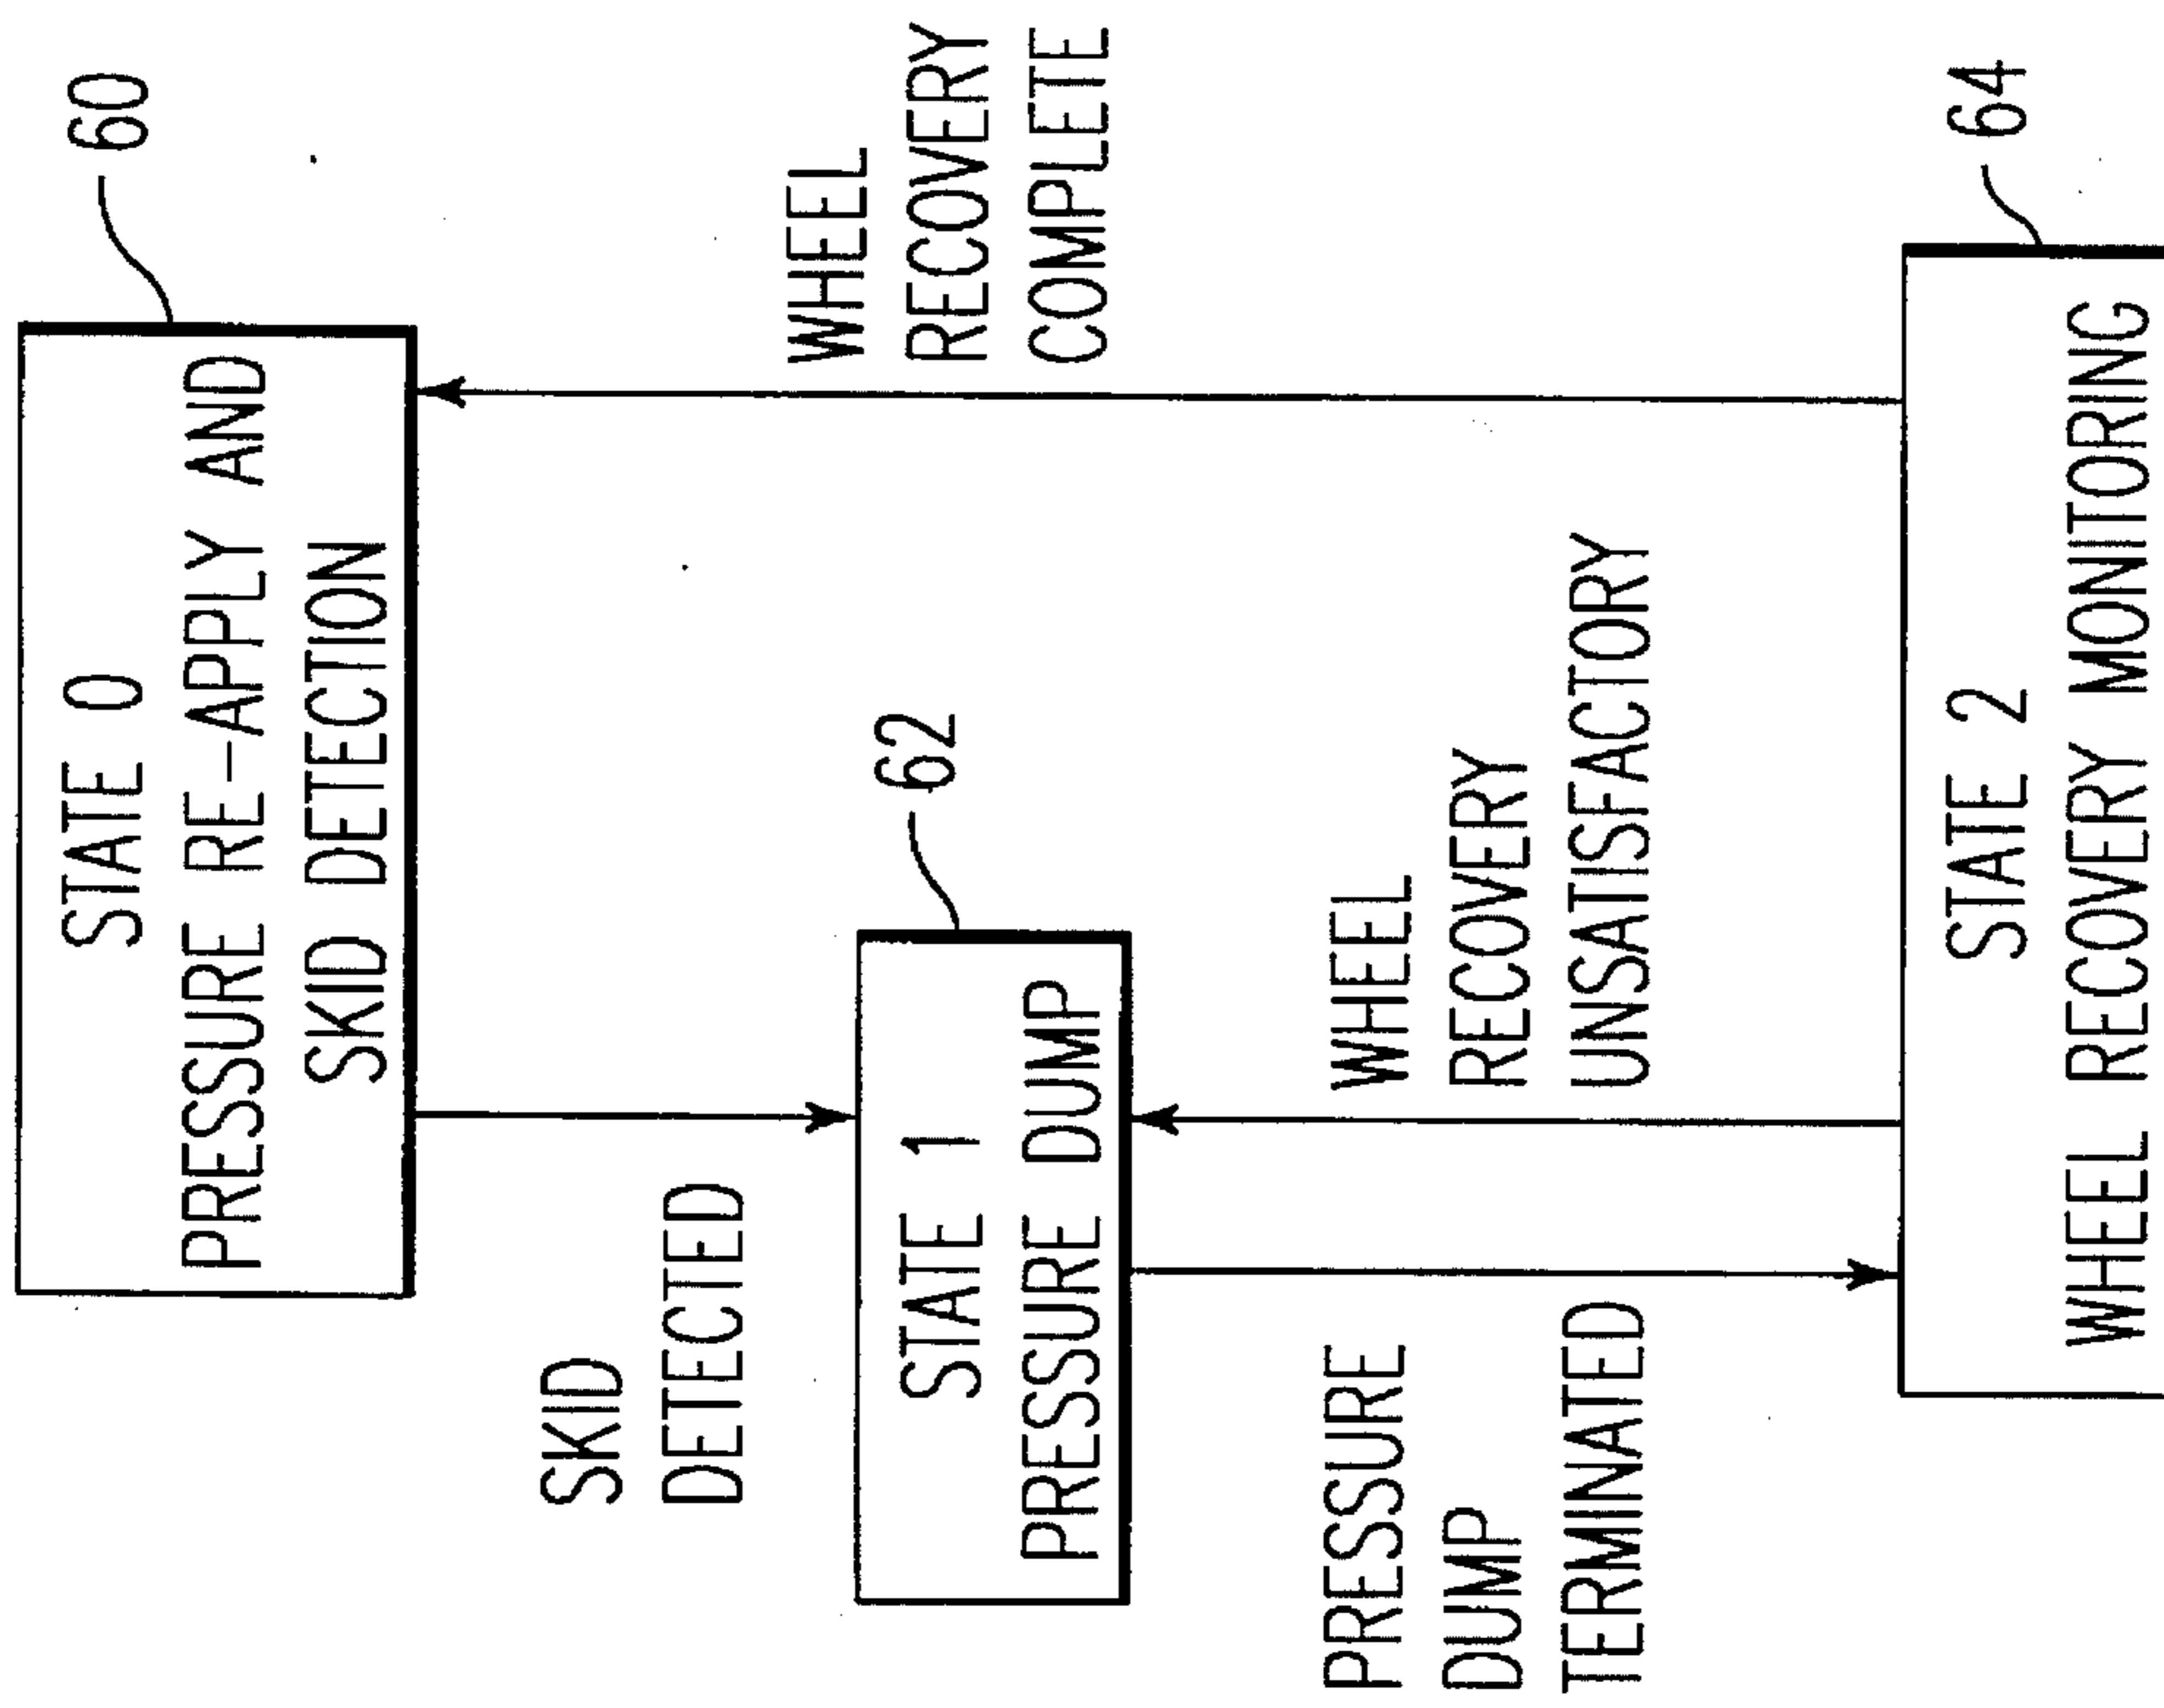 60
STATE 0
PRESSURE RE-APPLY AND
SKID DETECTION
SKID
DETECTED
WHEEL
RECOVERY
COMPLETE
62
STATE 1
PRESSURE DUMP
PRESSURE
DUMP
TERMINATED
WHEEL
RECOVERY
UNSATISFACTORY
64
STATE 2
WHEEL RECOVERY MONITORING